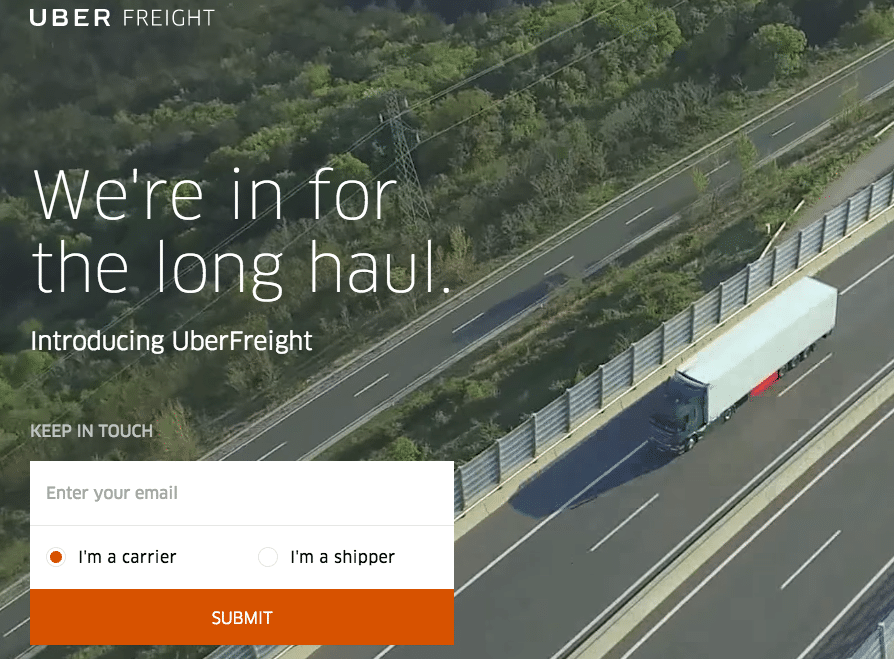 UBER FREIGHT
We're in for
the long haul.
Introducing UberFreight
KEEP IN TOUCH
Enter your email
I'm a carrier
I'm a shipper
SUBMIT